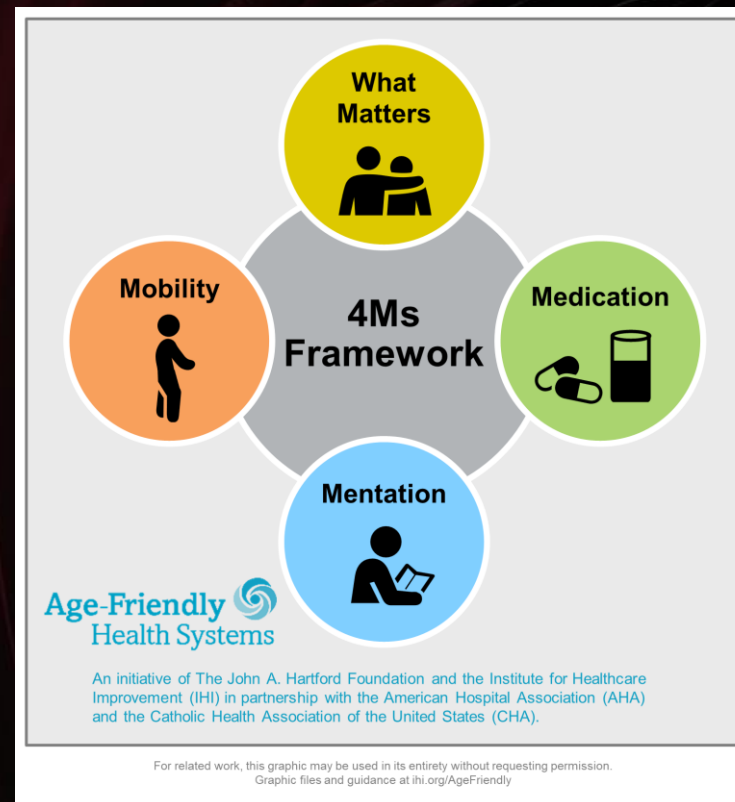 What
Matters
Mobility
4Ms
Framework
Medication
Mentation
Age-Friendly
Health Systems
An initiative of The John A. Hartford Foundation and the Institute for Healthcare
Improvement (IHI) in partnership with the American Hospital Association (AHA)
and the Catholic Health Association of the United States (CHA).
For related work, this graphic may be used in its entirety without requesting permission.
Graphic files and guidance at ihi.org/AgeFriendly